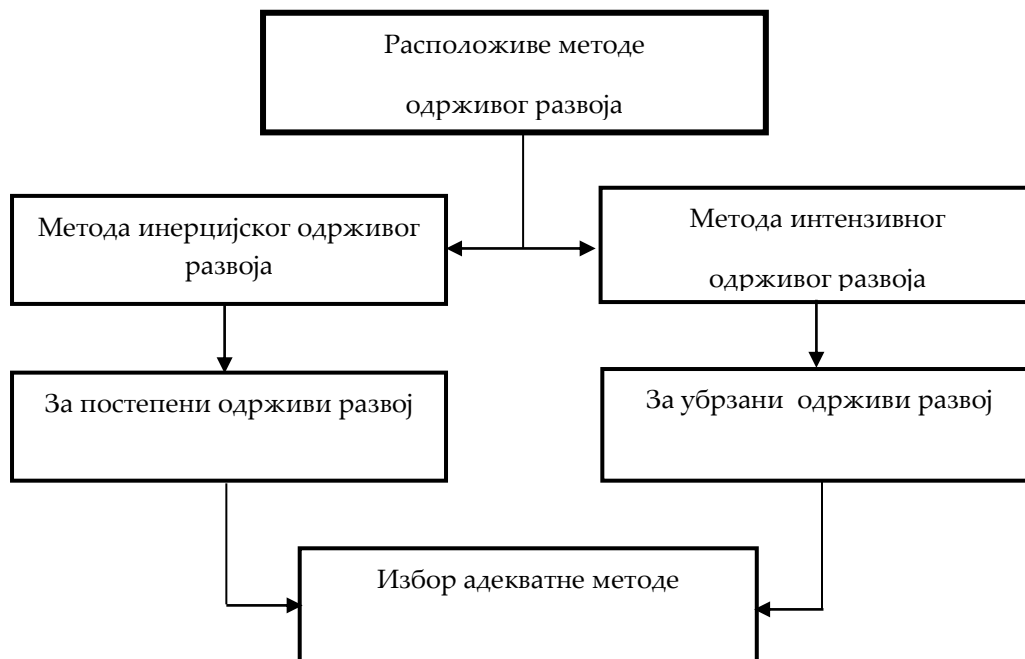 Расположиве методе
одрживог развоја
Метода инерцијског одрживог
развоја
Метода интензивног
одрживог развоја
За постепени одрживи развој
За убрзани одрживи развој
Избор адекватне методе